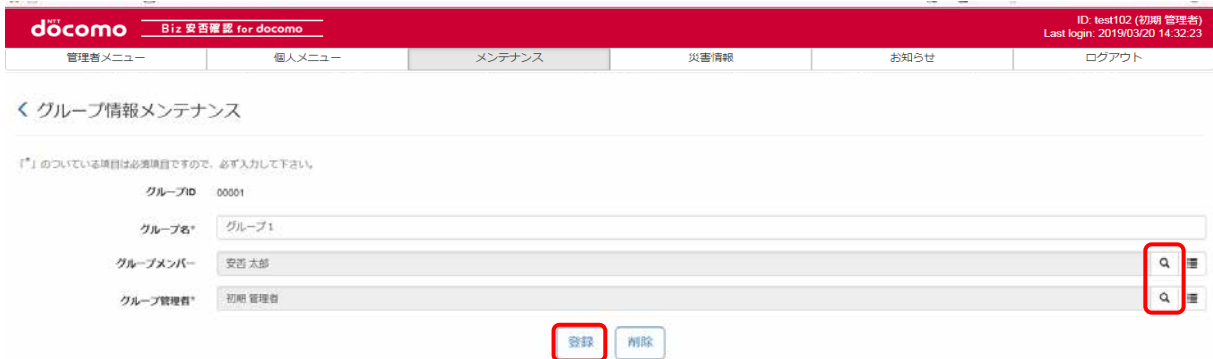 NTT
döcomo Biz 安否確認 for docomo
ID: test102 (初期 管理者)
Last login: 2019/03/20 14:32:23
管理者メニュー 個人メニュー メンテナンス 災害情報 お知らせ ログアウト
グループ情報メンテナンス
「*」のついている項目は必須項目ですので、必ず入力して下さい。
グループID 00001
グループ名* グループ1
グループメンバー 安否 太郎
グループ管理者* 初期 管理者
登録 削除